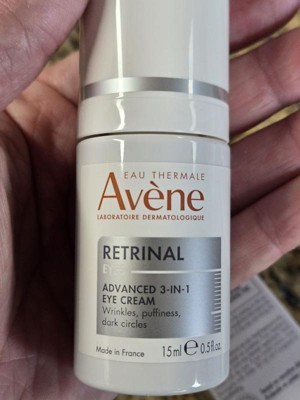 EAU THERMALE
Avène
LABORATOIRE DERMATOLOGIQUE
RETRINAL
EYE
ADVANCED 3-IN-1
EYE CREAM
Wrinkles, puffiness,
dark circles
Made in France 15ml ℮ 0.5fl.oz.